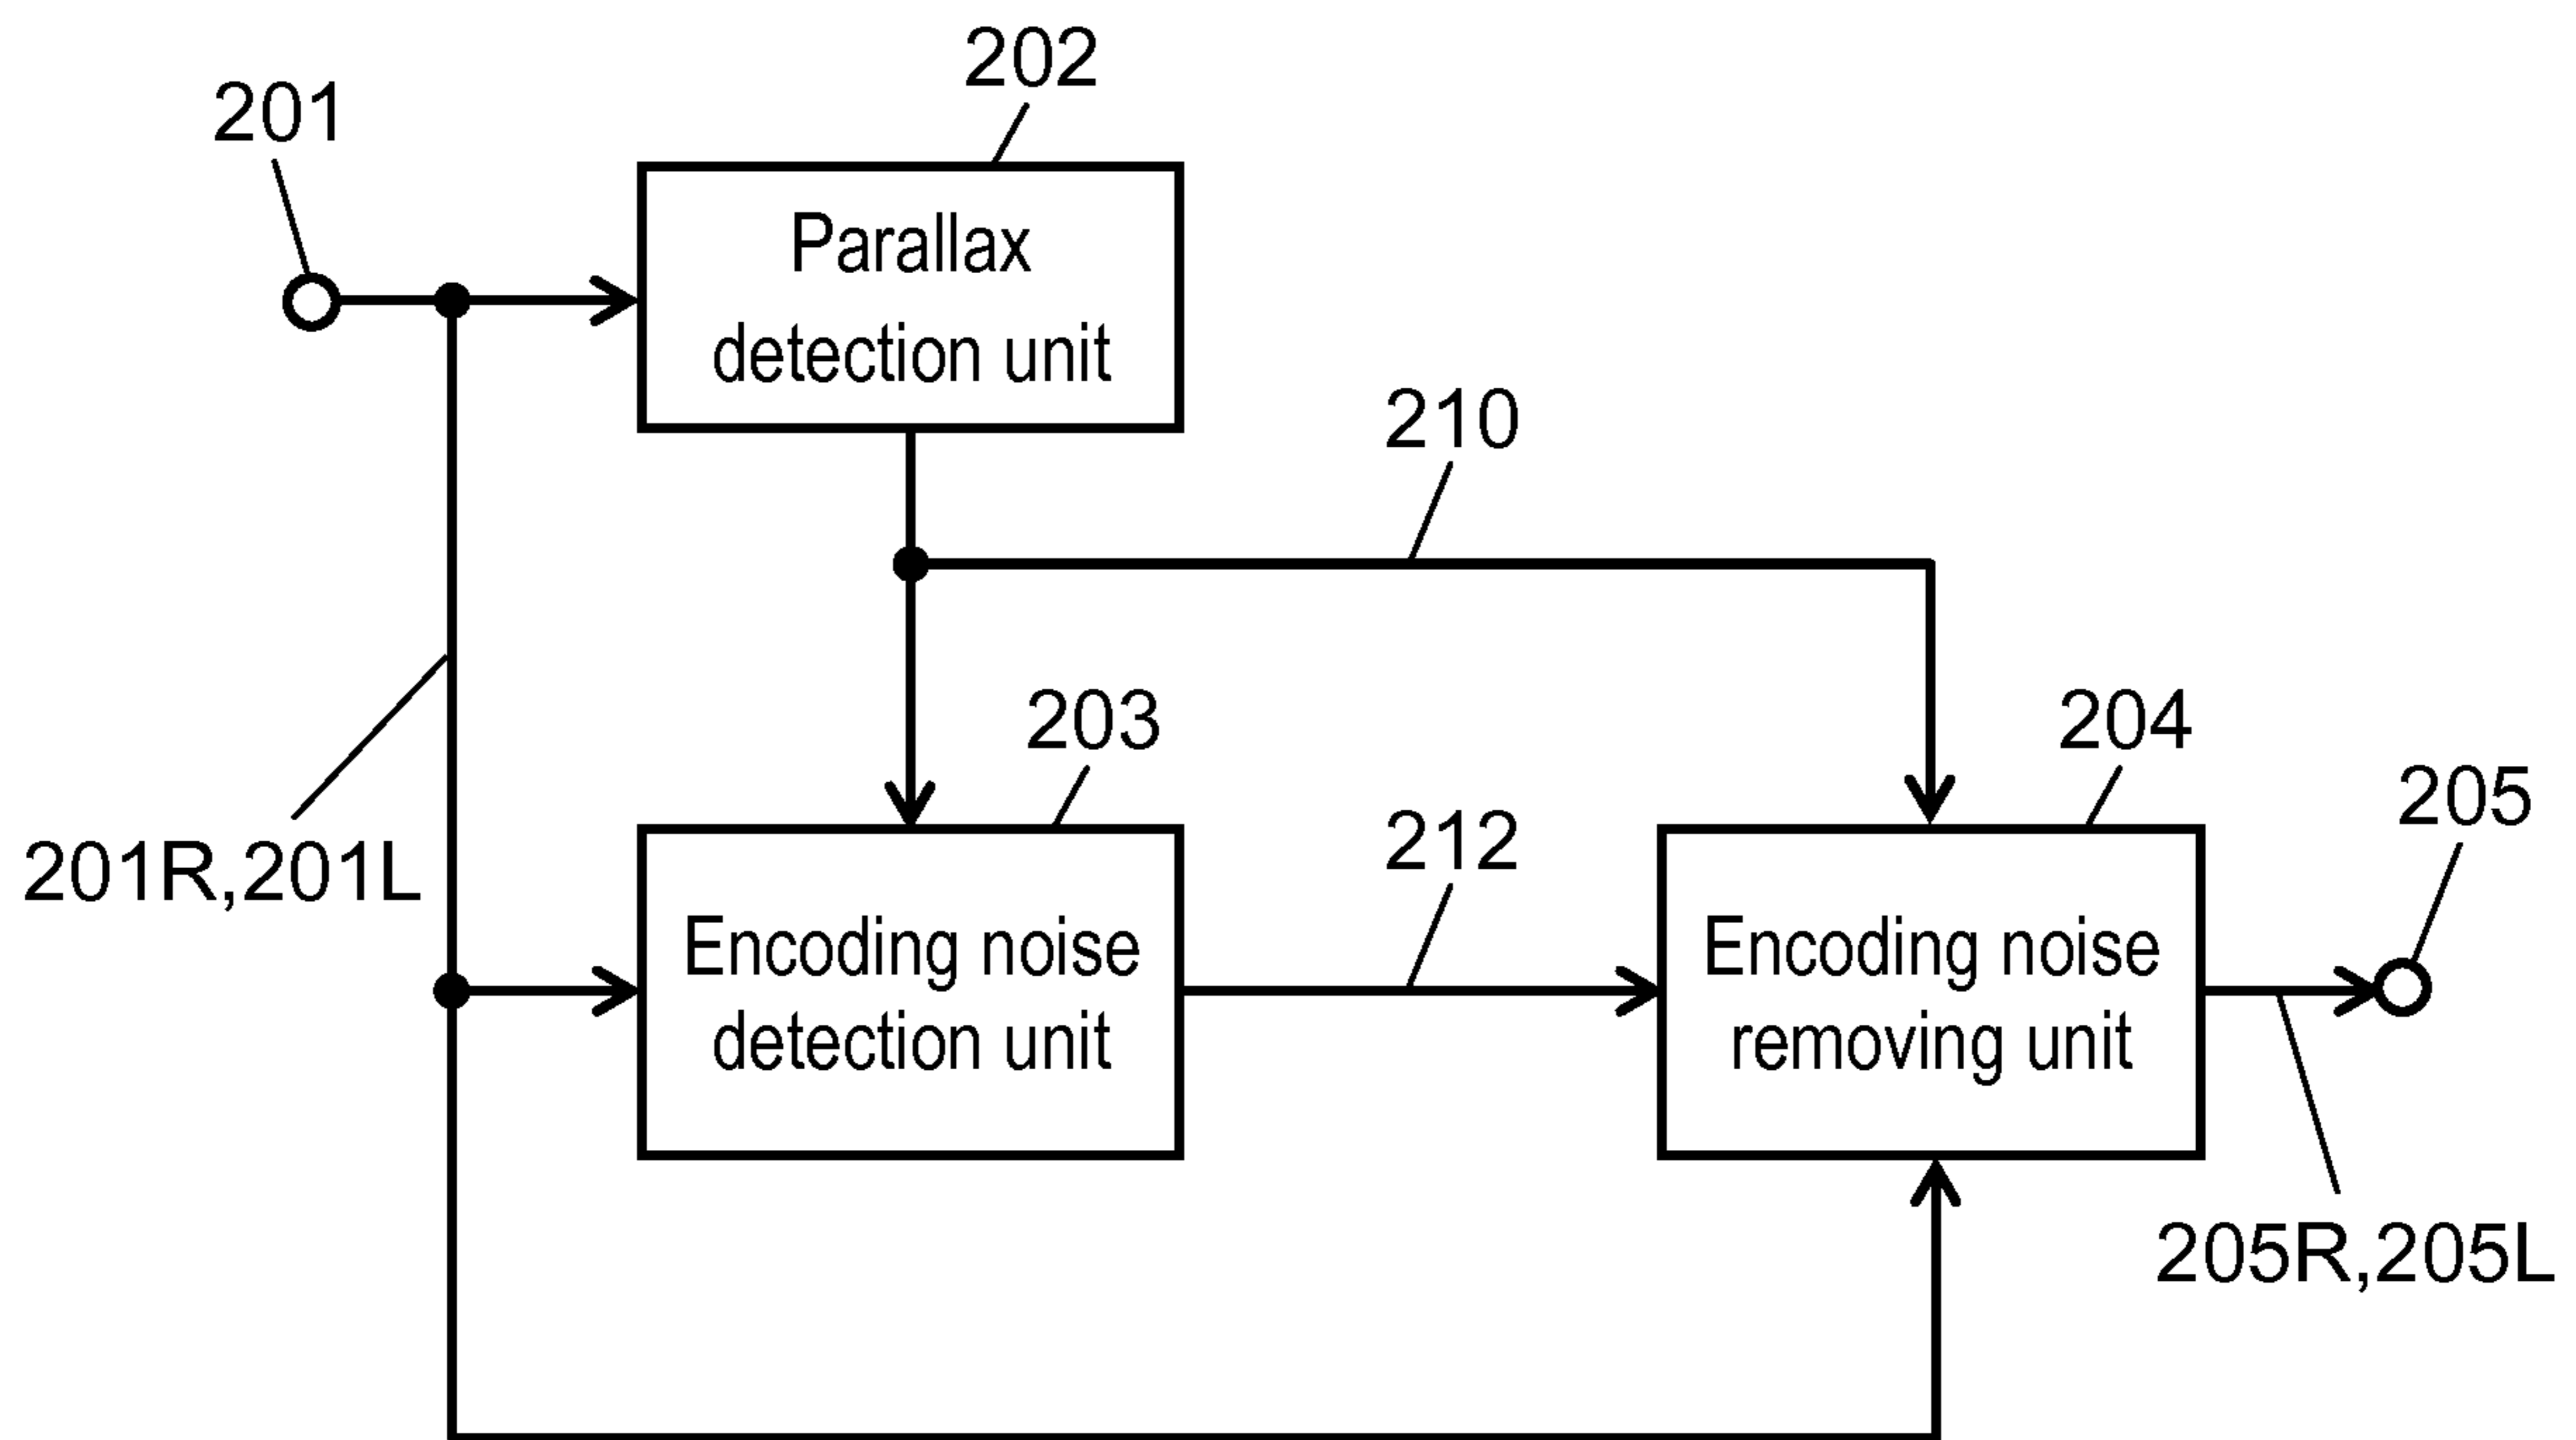 202
201
Parallax
detection unit
210
203
204
205
212
201R,201L
Encoding noise
detection unit
Encoding noise
removing unit
205R,205L